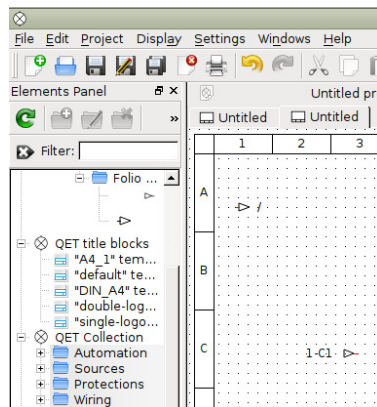 File Edit Project Display Settings Windows Help
Elements Panel
Untitled pr
»
Untitled
Untitled
Filter:
1 2 3
Folio ...
A
/
QET title blocks
"A4_1" tem...
"default" te...
B
"DIN_A4" te...
"double-log...
"single-logo...
QET Collection
C
1-C1
Automation
Sources
Protections
Wiring